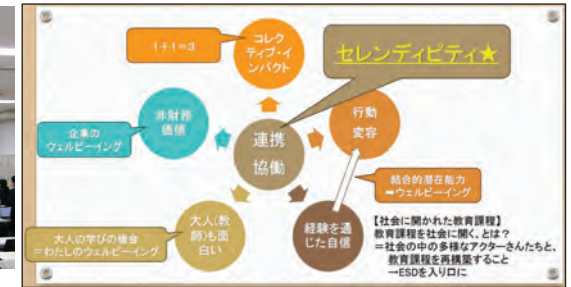 コレク
ティブ・イ
ンパクト
1+1=3
セレンディピティ★
非財務
価値
企業の
ウェルビーイング
連携
協働
行動
変容
結合的潜在能力
➡ウェルビーイング
大人(教
師)も面
白い
大人の学びの機会
=わたしのウェルビーイング
経験を通
じた自信
【社会に開かれた教育課程】
教育課程を社会に開く、とは？
=社会の中の多様なアクターさんたちと、
教育課程を再構築すること
→ESDを入り口に